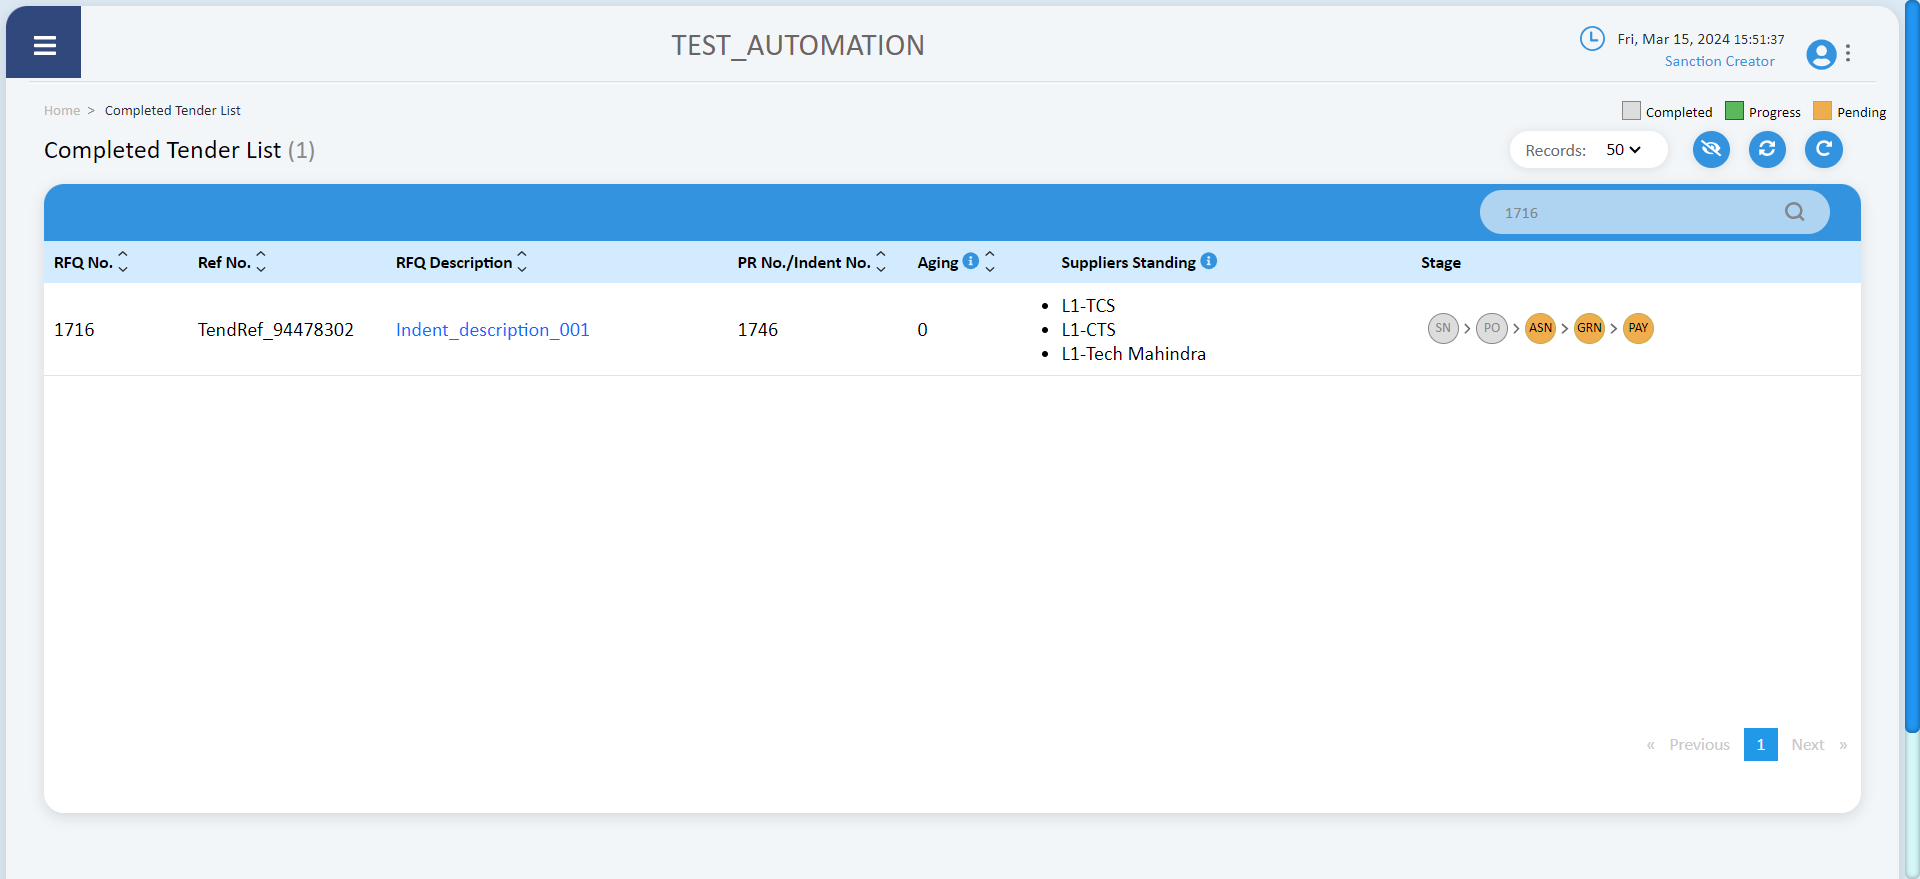 TEST_AUTOMATION
Fri, Mar 15, 2024 15:51:37
Sanction Creator
Home > Completed Tender List
Completed Progress Pending
Completed Tender List (1)
Records: 50
1716
RFQ No. Ref No. RFQ Description PR No./Indent No. Aging Suppliers Standing Stage
1716 TendRef_94478302 Indent_description_001 1746 0
• L1-TCS
• L1-CTS
• L1-Tech Mahindra
SN > PO > ASN > GRN > PAY
« Previous 1 Next »